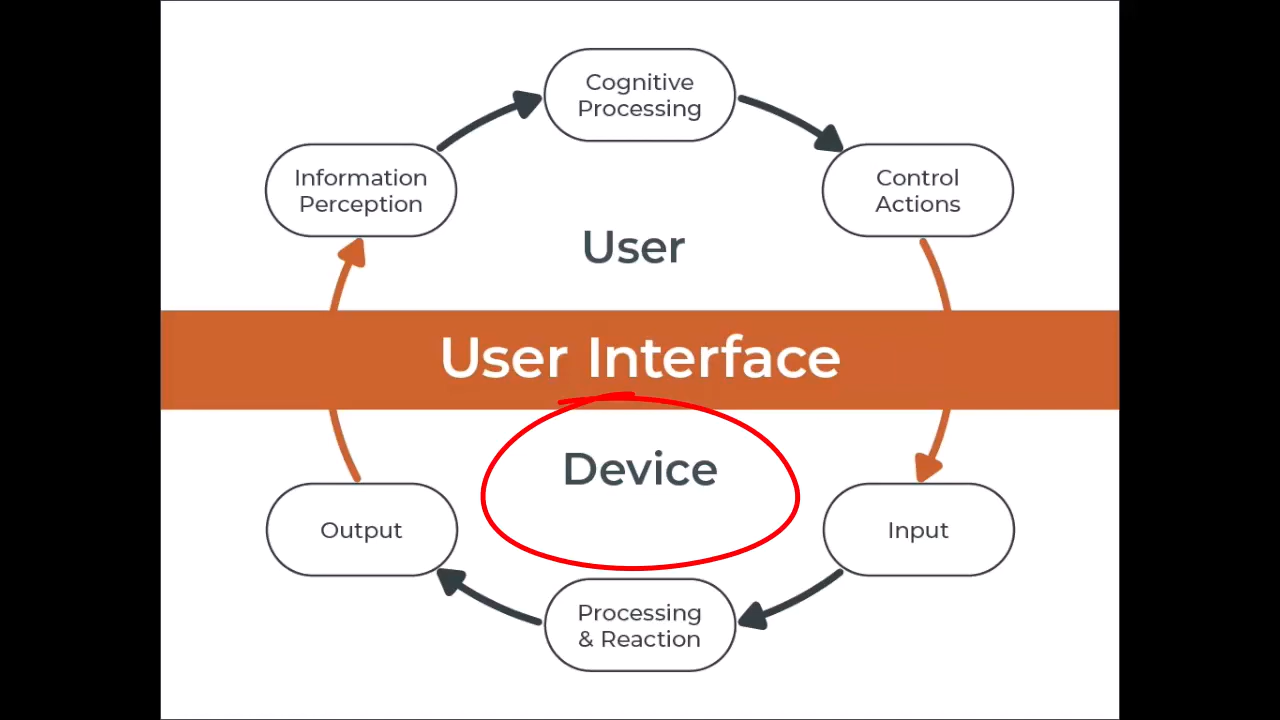 Cognitive
Processing
Information
Perception
Control
Actions
User
User Interface
Device
Output
Input
Processing
& Reaction